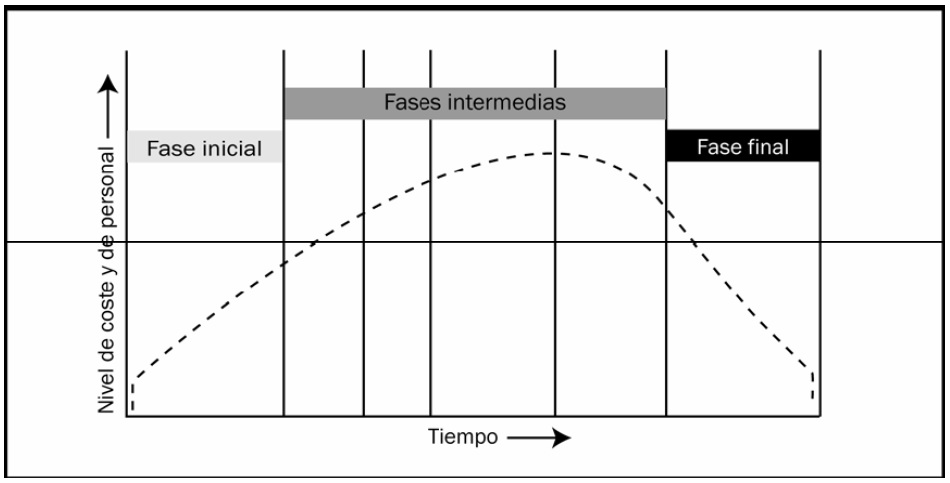 Fases intermedias
Fase inicial
Fase final
Nivel de coste y de personal
Tiempo